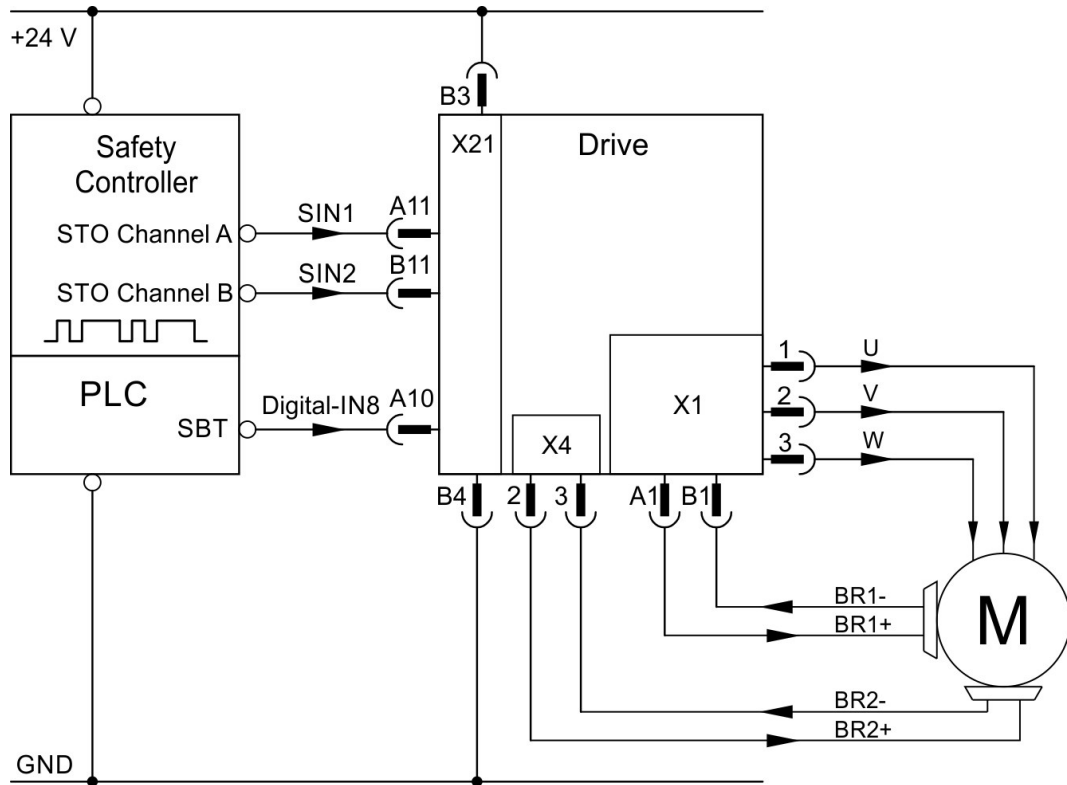 +24 V
B3
Safety
Controller
X21
Drive
STO Channel A
SIN1
A11
STO Channel B
SIN2
B11
PLC
SBT
Digital-IN8
A10
X4
X1
1
U
2
V
3
W
B4
2
3
A1
B1
BR1-
BR1+
M
BR2-
BR2+
GND